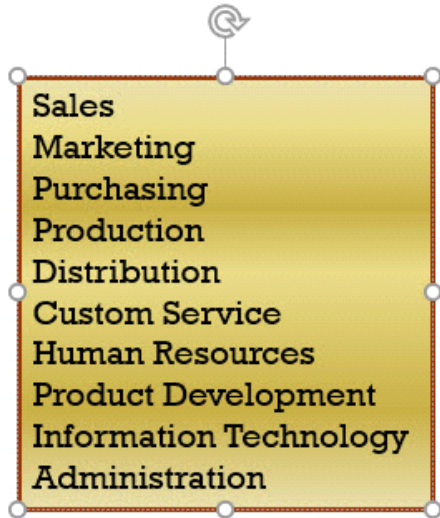 Sales
Marketing
Purchasing
Production
Distribution
Custom Service
Human Resources
Product Development
Information Technology
Administration